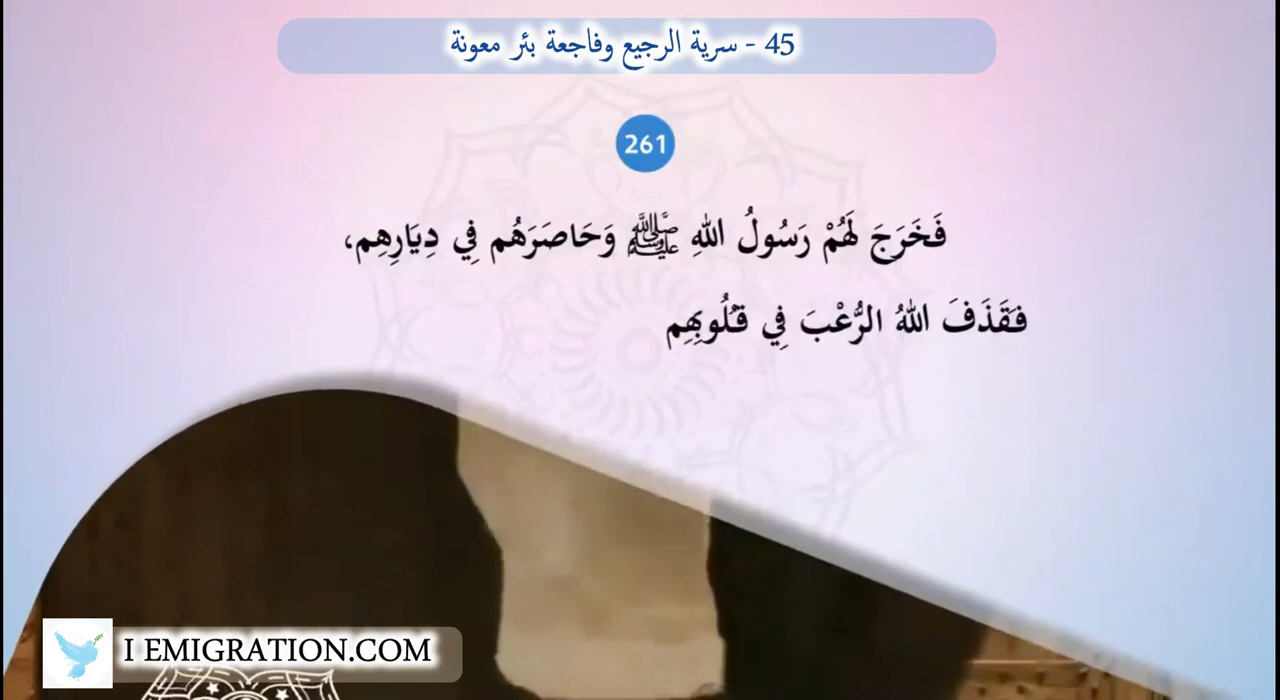 45 - سرية الرجيع وفاجعة بئر معونة
261
فَخَرَجَ لَهُمْ رَسُولُ اللهِ ﷺ وَحَاصَرَهُم فِي دِيَارِهِم،
فَقَذَفَ اللهُ الرُّعْبَ فِي قُلُوبِهِم
I EMIGRATION.COM